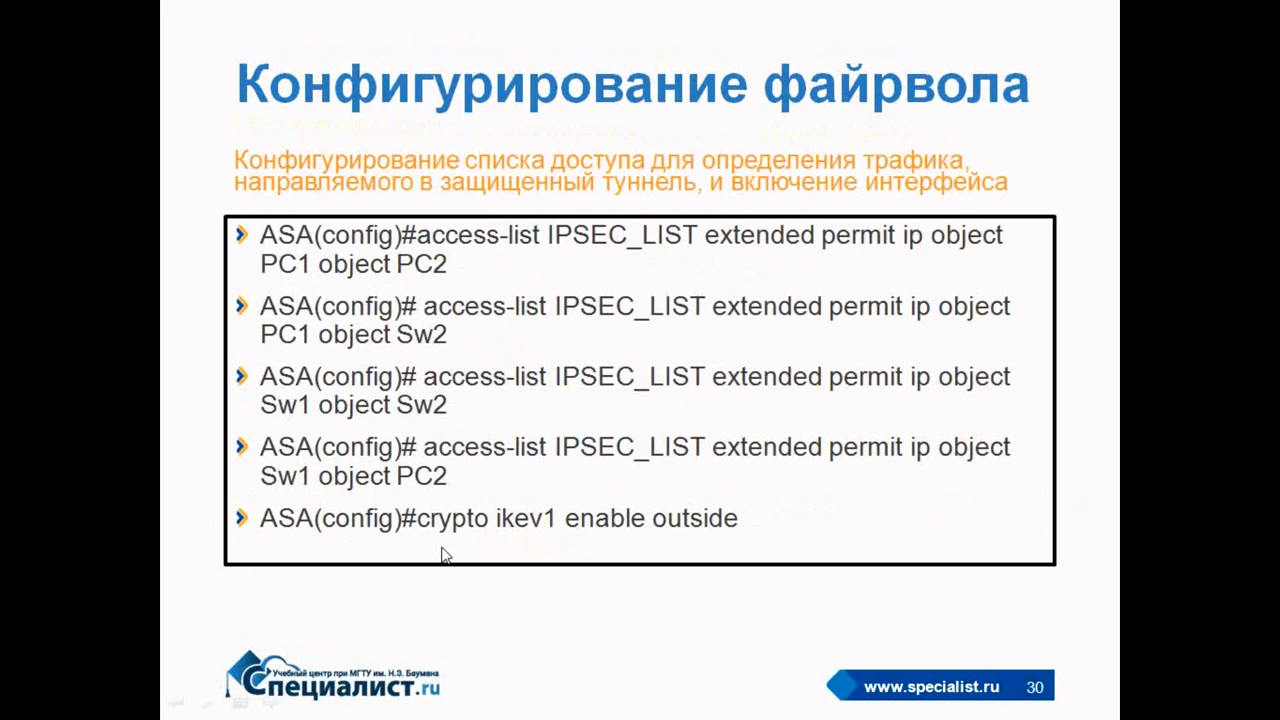 Конфигурирование файрвола
Конфигурирование списка доступа для определения трафика,
направляемого в защищенный туннель, и включение интерфейса
ASA(config)#access-list IPSEC_LIST extended permit ip object
PC1 object PC2
ASA(config)# access-list IPSEC_LIST extended permit ip object
PC1 object Sw2
ASA(config)# access-list IPSEC_LIST extended permit ip object
Sw1 object Sw2
ASA(config)# access-list IPSEC_LIST extended permit ip object
Sw1 object PC2
ASA(config)#crypto ikev1 enable outside
Учебный центр при МГТУ им. Н.Э. Баумана
Специалист.ru
www.specialist.ru 30